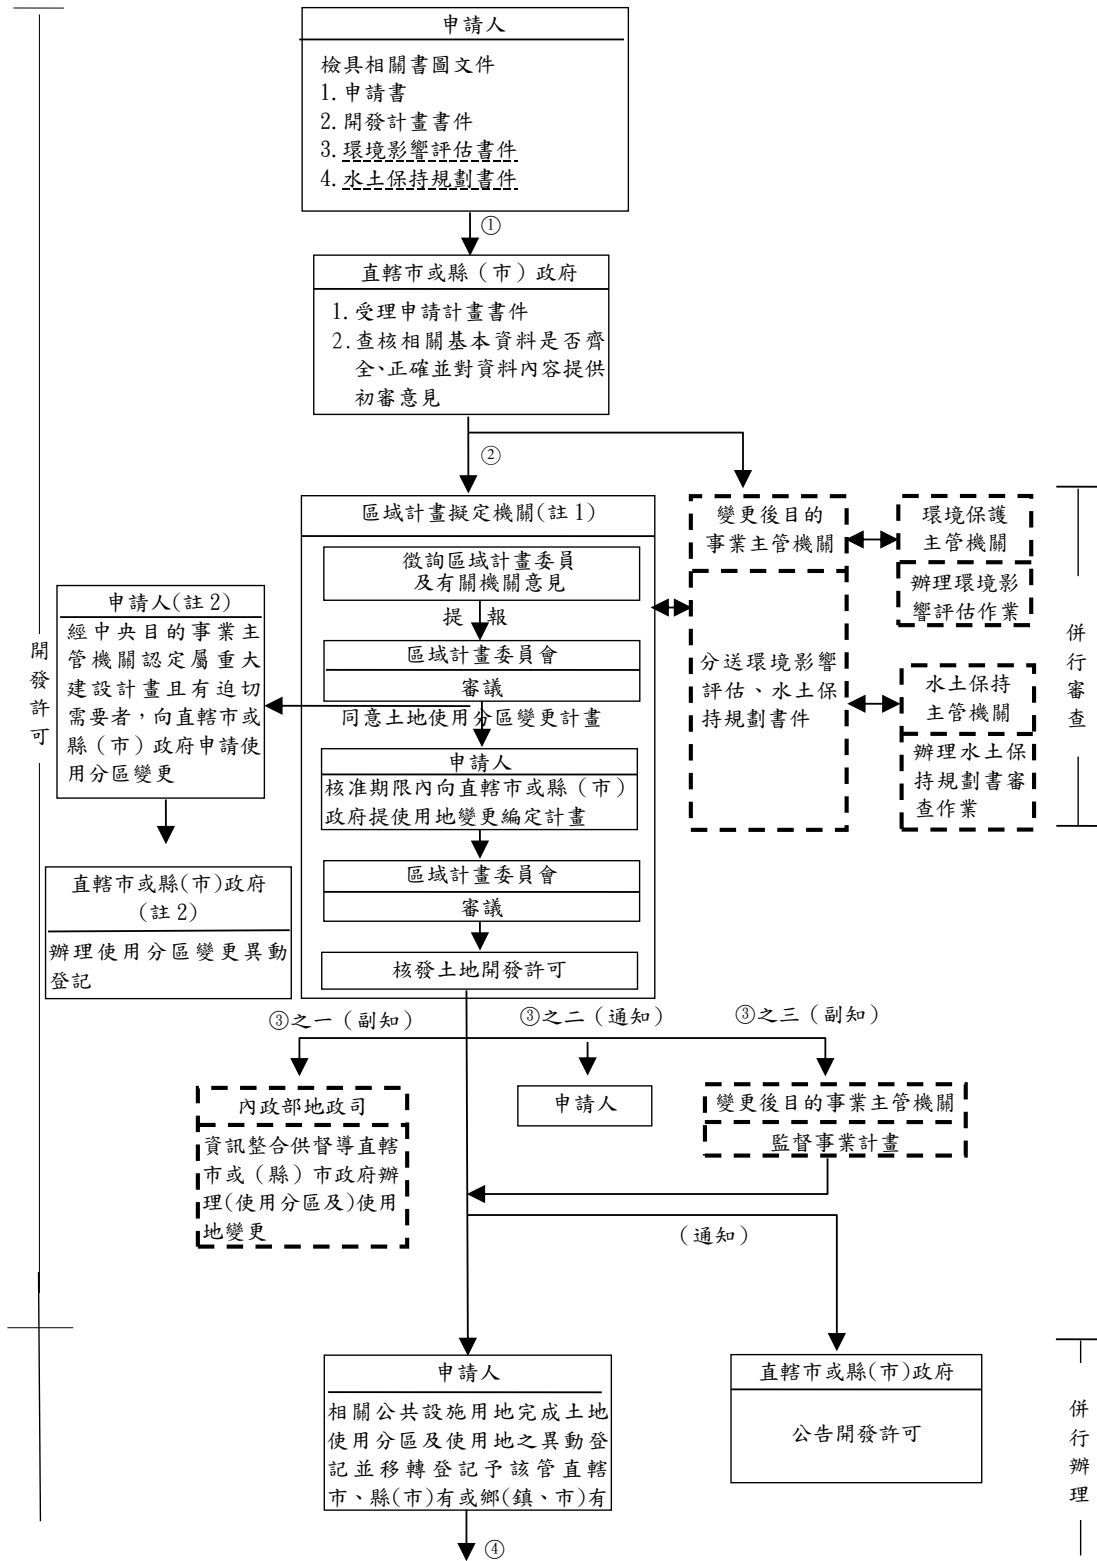 申請人
檢具相關書圖文件
1.申請書
2.開發計畫書件
3.環境影響評估書件
4.水土保持規劃書件
①
直轄市或縣（市）政府
1.受理申請計畫書件
2.查核相關基本資料是否齊
全、正確並對資料內容提供
初審意見
②
區域計畫擬定機關(註1)
徵詢區域計畫委員
及有關機關意見
提報
區域計畫委員會
審議
同意土地使用分區變更計畫
申請人
核准期限內向直轄市或縣（市）
政府提使用地變更編定計畫
區域計畫委員會
審議
核發土地開發許可
變更後目的
事業主管機關
分送環境影響
評估、水土保
持規劃書件
環境保護
主管機關
辦理環境影
響評估作業
水土保持
主管機關
辦理水土保
持規劃書審
查作業
併行審查
申請人(註2)
經中央目的事業主
管機關認定屬重大
建設計畫且有迫切
需要者，向直轄市或
縣（市）政府申請使
用分區變更
開發許可
直轄市或縣(市)政府
(註2)
辦理使用分區變更異動
登記
③之一（副知）
③之二（通知）
③之三（副知）
內政部地政司
資訊整合供督導直轄
市或（縣）市政府辦
理(使用分區及)使用
地變更
申請人
變更後目的事業主管機關
監督事業計畫
(通知)
申請人
相關公共設施用地完成土地
使用分區及使用地之異動登
記並移轉登記予該管直轄
市、縣(市)有或鄉(鎮、市)有
④
直轄市或縣(市)政府
公告開發許可
併行辦理